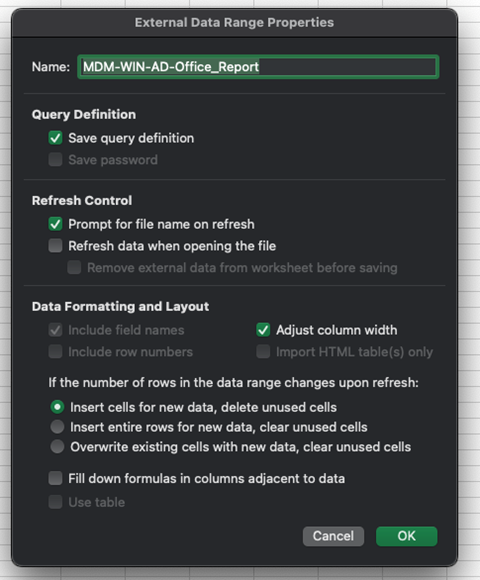 External Data Range Properties
Name: MDM-WIN-AD-Office_Report
Query Definition
Save query definition
Save password
Refresh Control
Prompt for file name on refresh
Refresh data when opening the file
Remove external data from worksheet before saving
Data Formatting and Layout
Include field names Adjust column width
Include row numbers Import HTML table(s) only
If the number of rows in the data range changes upon refresh:
Insert cells for new data, delete unused cells
Insert entire rows for new data, clear unused cells
Overwrite existing cells with new data, clear unused cells
Fill down formulas in columns adjacent to data
Use table
Cancel OK